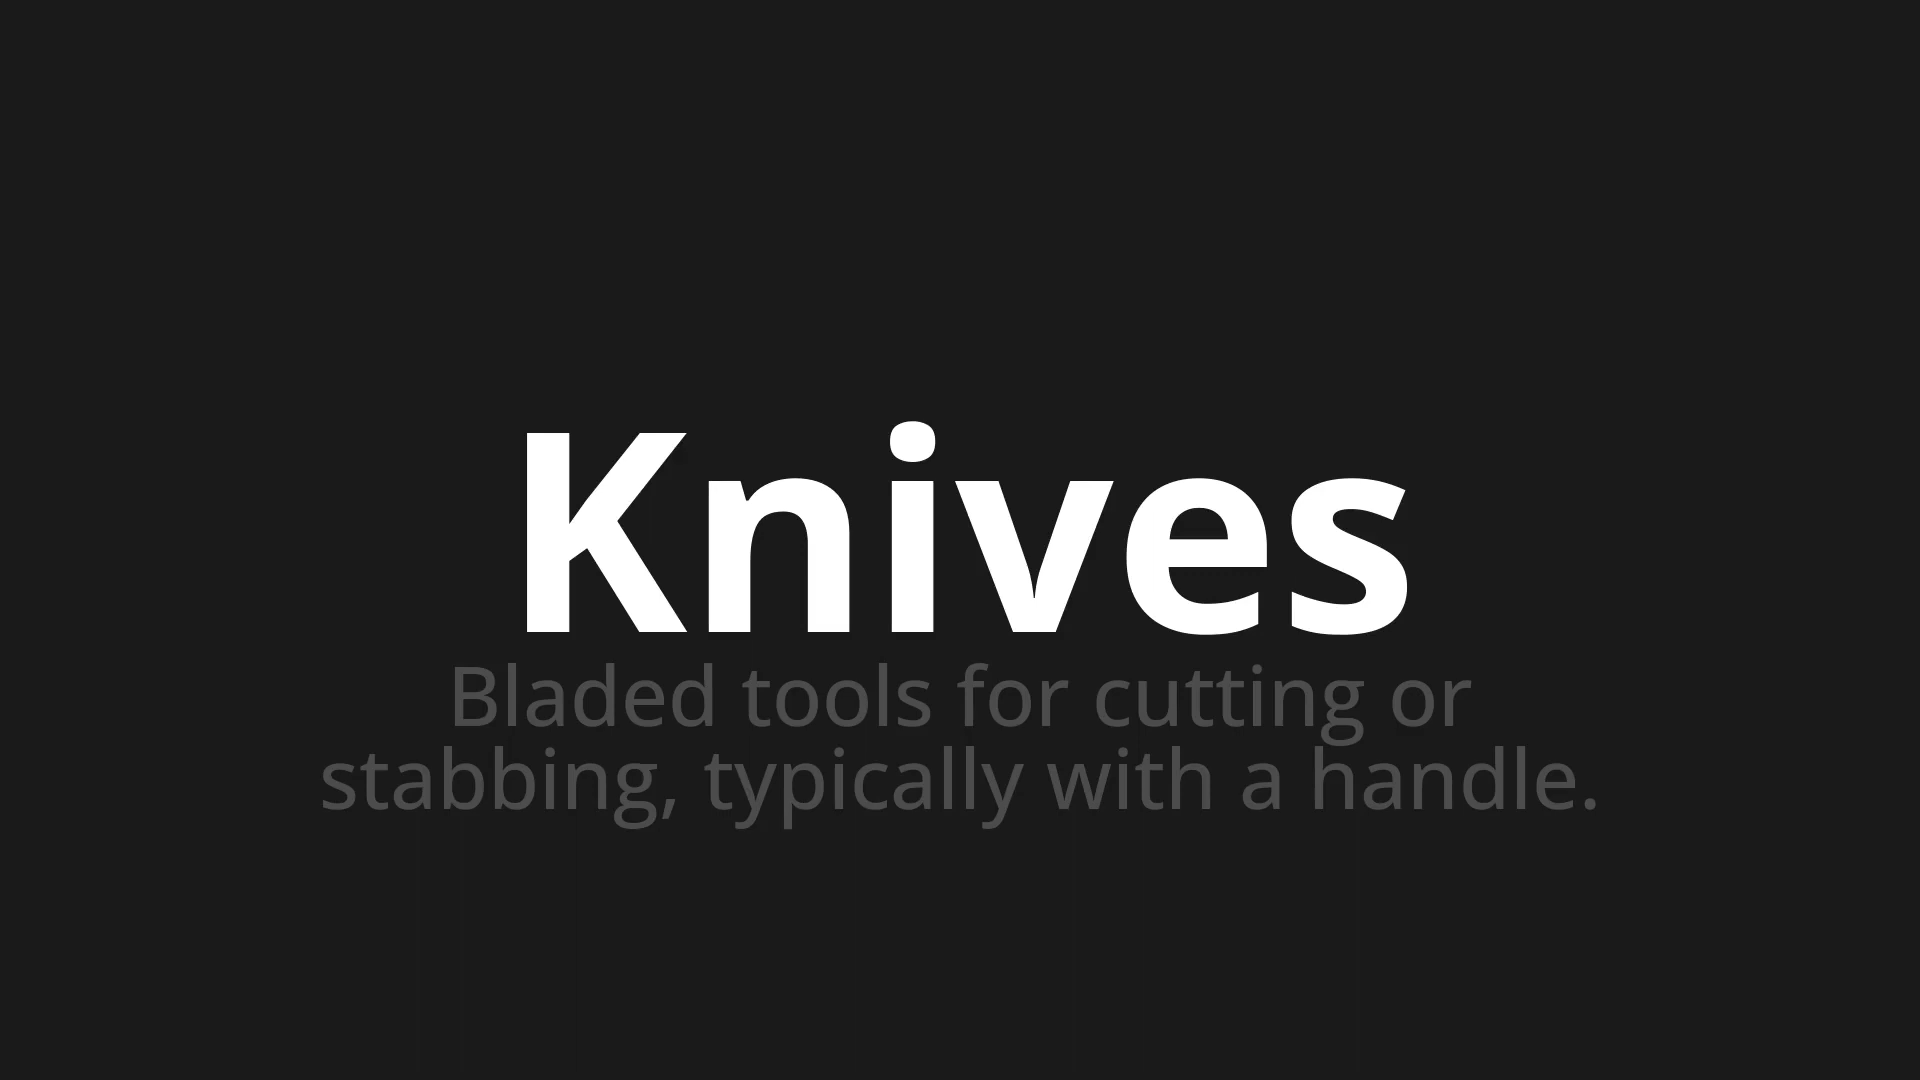 Knives
Bladed tools for cutting or
stabbing, typically with a handle.